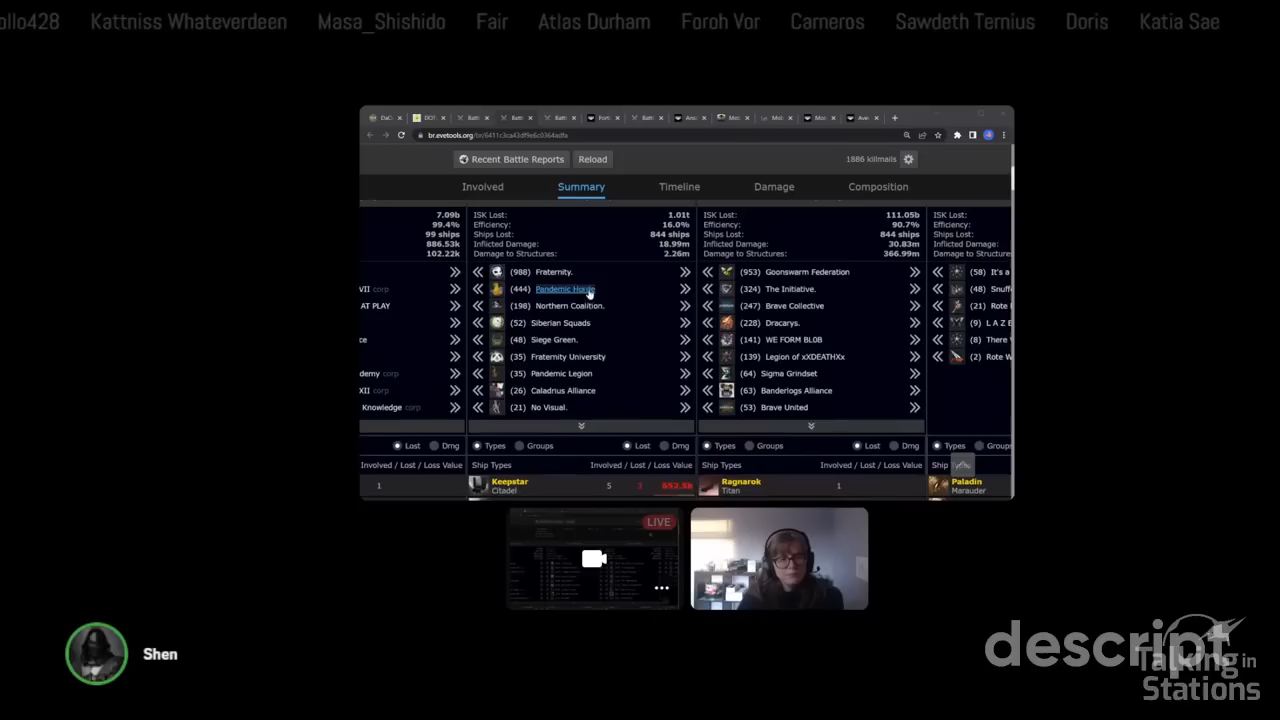 ollo428 Kattniss Whateverdeen Masa_Shishido Fair Atlas Durham Foroh Vor Carneros Sawdeth Ternius Doris Katia Sae
br.evetools.org/br/6411c3ca43df9e6c0364asfa
Recent Battle Reports Reload 1886 killmails
Involved Summary Timeline Damage Composition
7.09b ISK Lost: 1.01t ISK Lost: 111.05b ISK Lost:
99.4% Efficiency: 16.0% Efficiency: 90.7% Efficiency:
99 ships Ships Lost: 844 ships Ships Lost: 844 ships Ships Lost:
886.53k Inflicted Damage: 18.99m Inflicted Damage: 30.83m Inflicted Damage:
102.22k Damage to Structures: 2.26m Damage to Structures: 366.99m Damage to Structures:
(988) Fraternity. (953) Goonswarm Federation (58) It's a
VII corp (444) Pandemic Horde (324) The Initiative. (48) Snuff
AT PLAY (198) Northern Coalition. (247) Brave Collective (21) Rote
(52) Siberian Squads (228) Dracarys. (9) L A Z E
ce (48) Siege Green. (141) WE FORM BL0B (8) There
(35) Fraternity University (139) Legion of xXDEATHXx (2) Rote W
demy corp (35) Pandemic Legion (64) Sigma Grindset
XII corp (26) Caladrius Alliance (63) Banderlogs Alliance
Knowledge corp (21) No Visual. (53) Brave United
Lost Dmg Types Groups Lost Dmg Types Groups Lost Dmg Types Groups
Involved / Lost / Loss Value Ship Types Involved / Lost / Loss Value Ship Types Involved / Lost / Loss Value Ship Types
1 Keepstar 5 3 652.5b Ragnarok 1 Paladin
Citadel Titan Marauder
LIVE
Shen
descript
Talking in
Stations